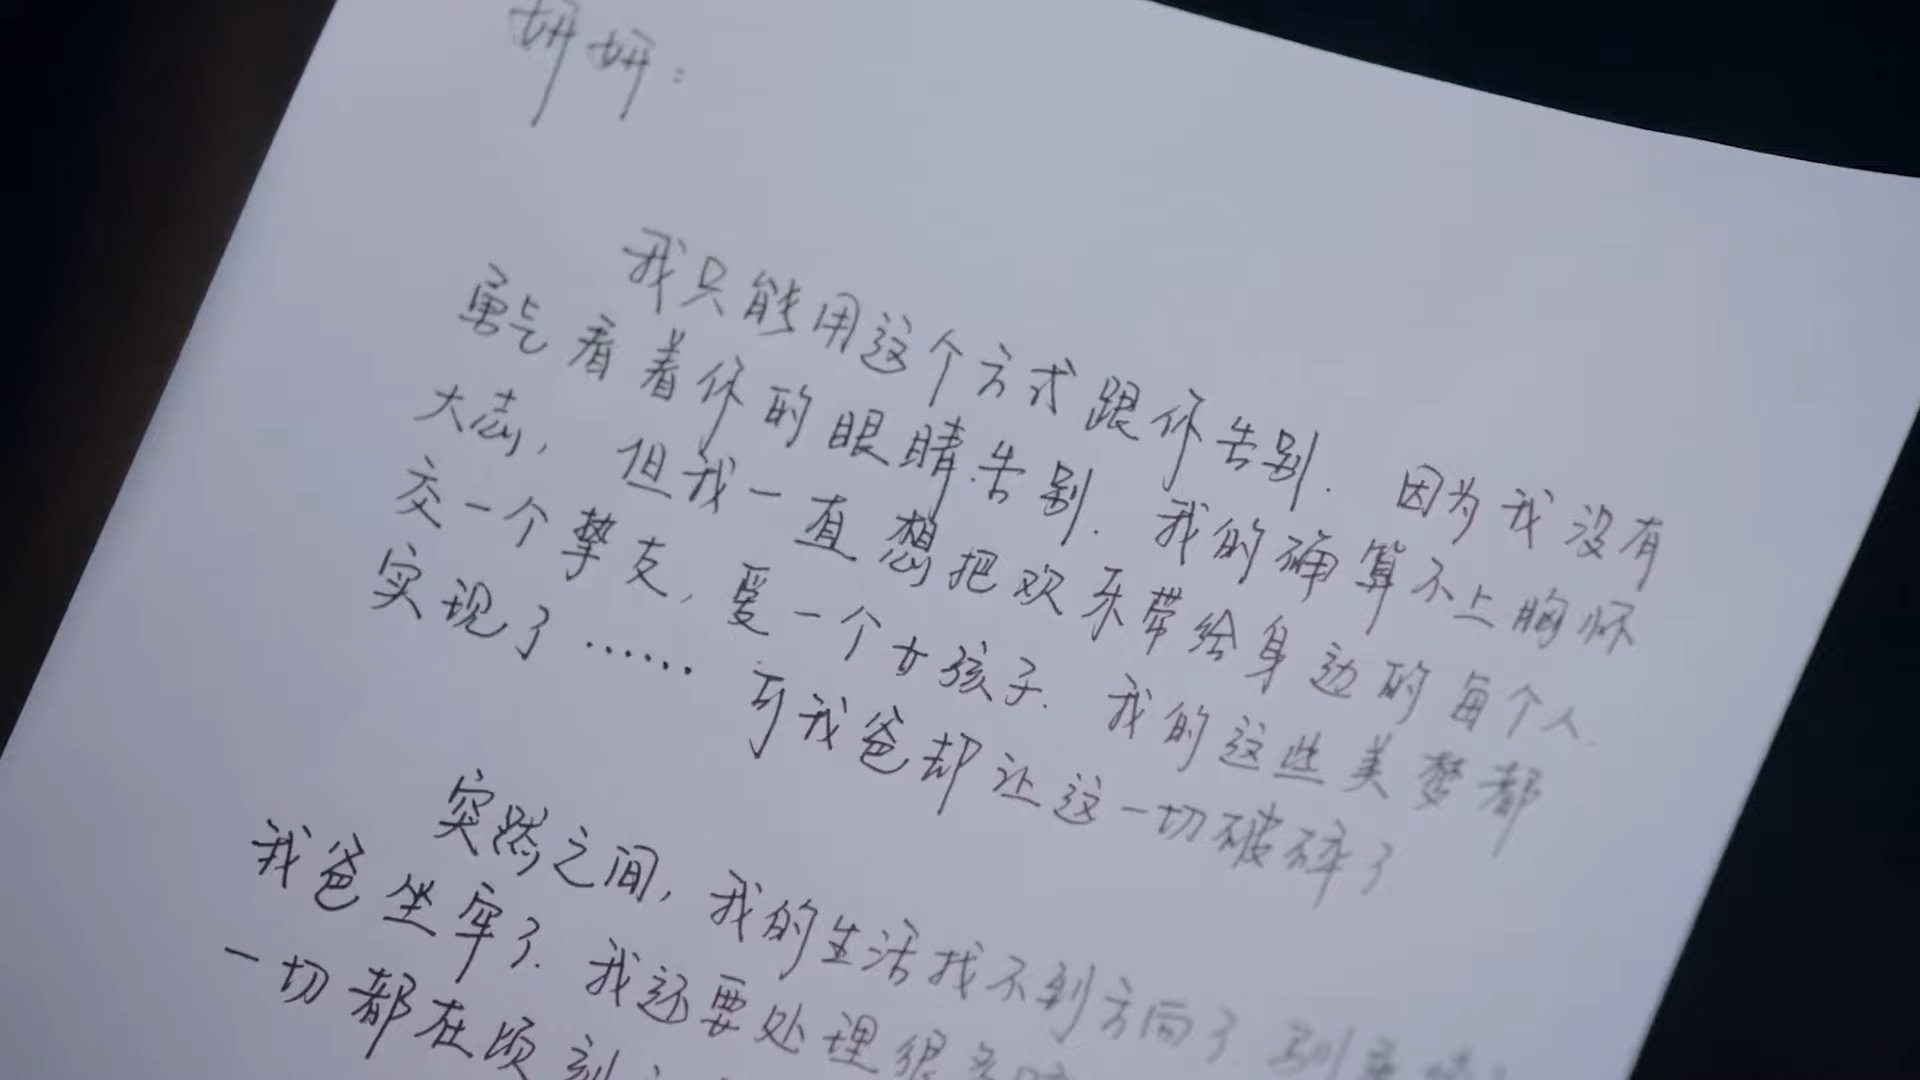 妍妍：
我只能用这个方式跟你告别. 因为我没有
勇气看着你的眼睛告别. 我的确算不上胸怀
大志, 但我一直想把欢乐带给身边的每个人.
交一个挚友, 爱一个女孩子. 我的这些美梦都
实现了…… 可我爸却让这一切破碎了.
突然之间, 我的生活找不到方向了.
我爸坐牢了. 我还要处理很多
一切都在顷刻